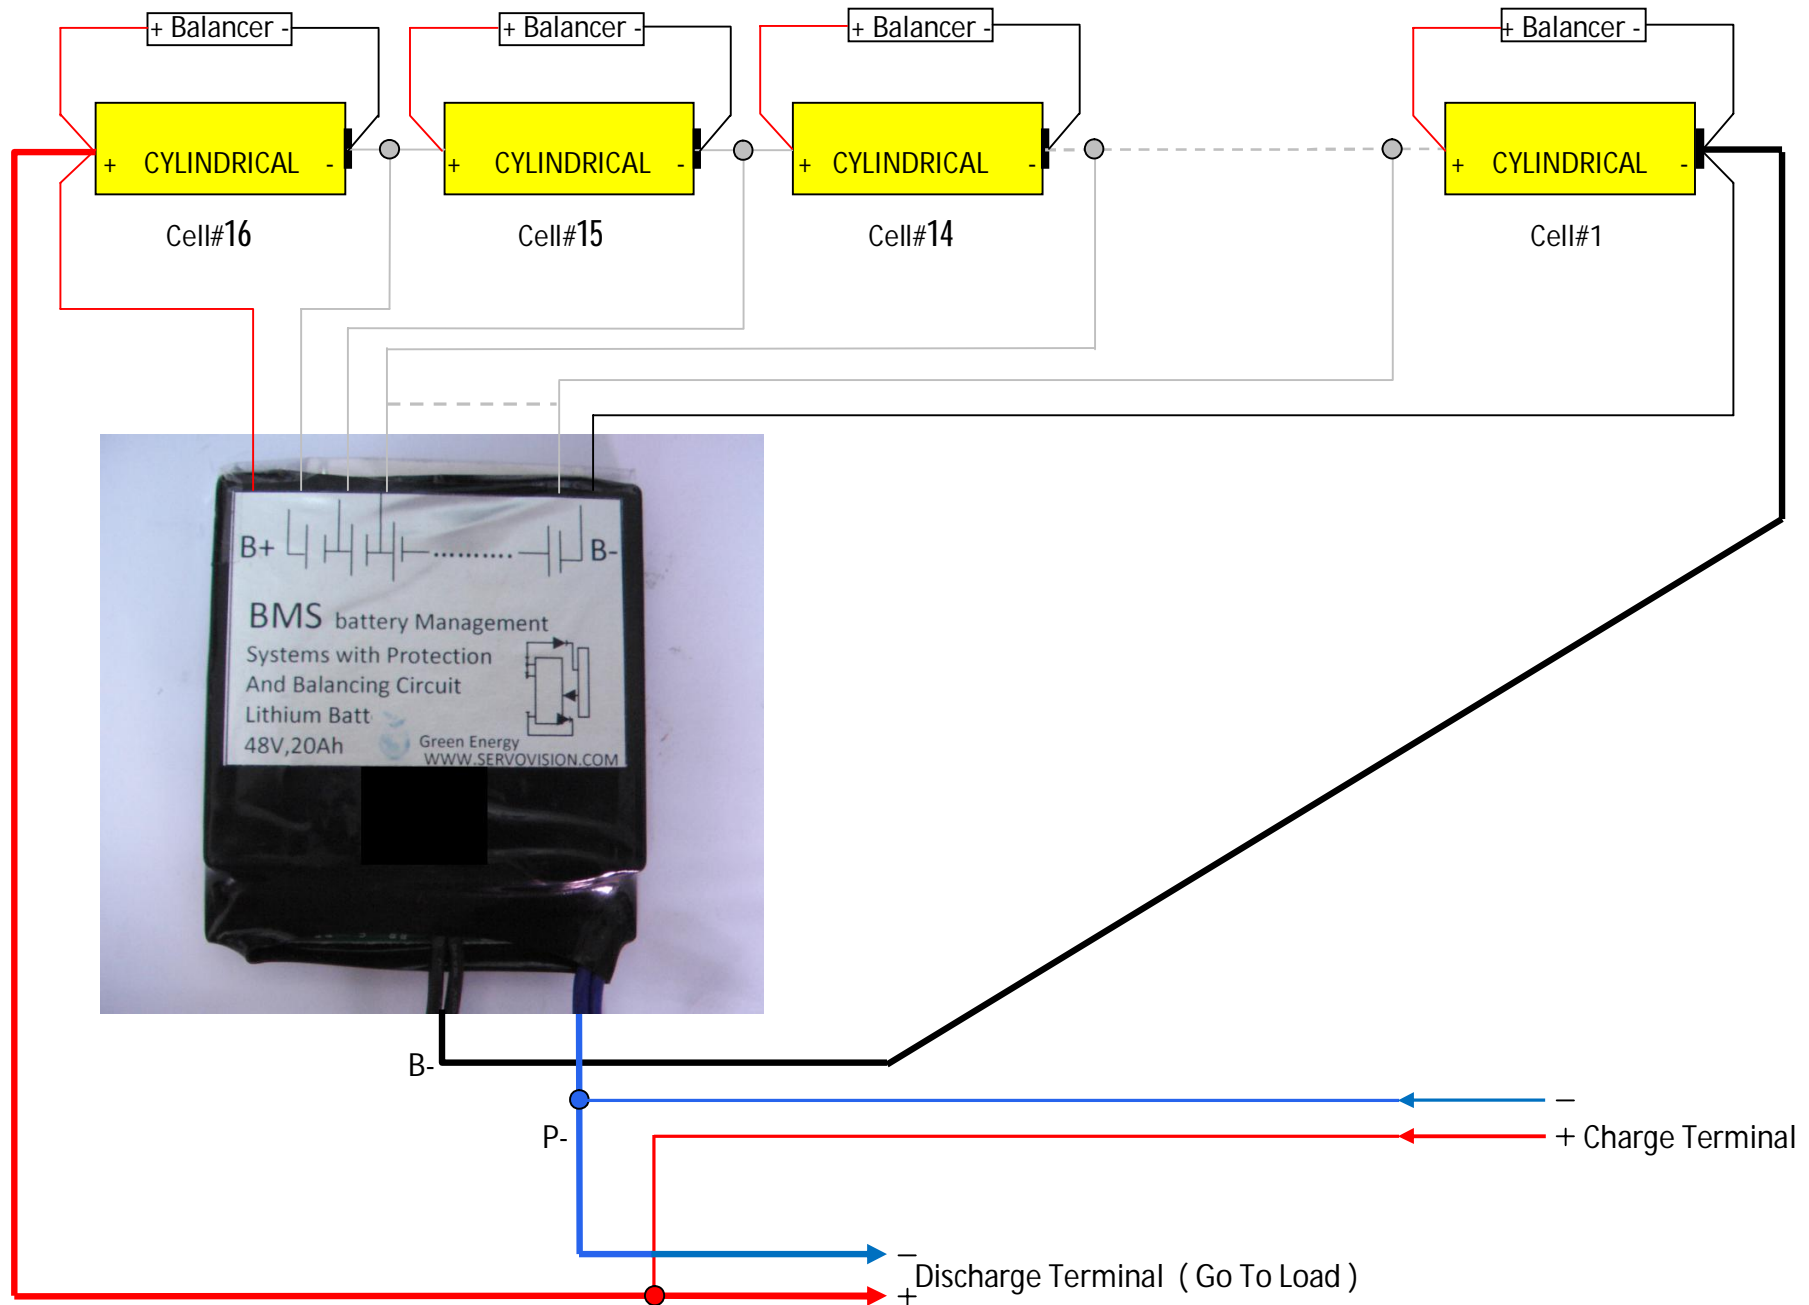 + Balancer -
+ Balancer -
+ Balancer -
+ Balancer -
+ CYLINDRICAL -
+ CYLINDRICAL -
+ CYLINDRICAL -
+ CYLINDRICAL -
Cell#16
Cell#15
Cell#14
Cell#1
B+ .......... B-
BMS battery Management
Systems with Protection
And Balancing Circuit
Lithium Batt
48V,20Ah
Green Energy
WWW.SERVOVISION.COM
B-
P-
−
+ Charge Terminal
−
Discharge Terminal ( Go To Load )
+